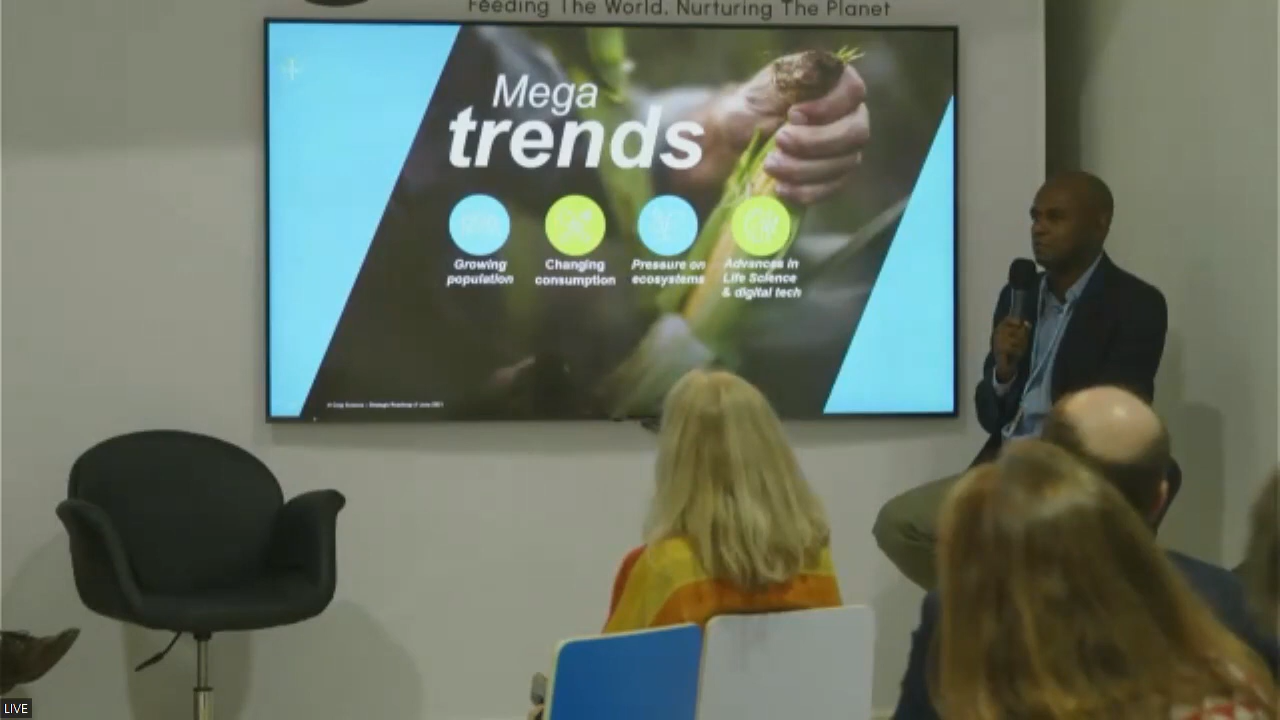 Feeding The World. Nurturing The Planet
Mega
trends
Growing
population
Changing
consumption
Pressure on
ecosystems
Advances in
Life Science
& digital tech
LIVE